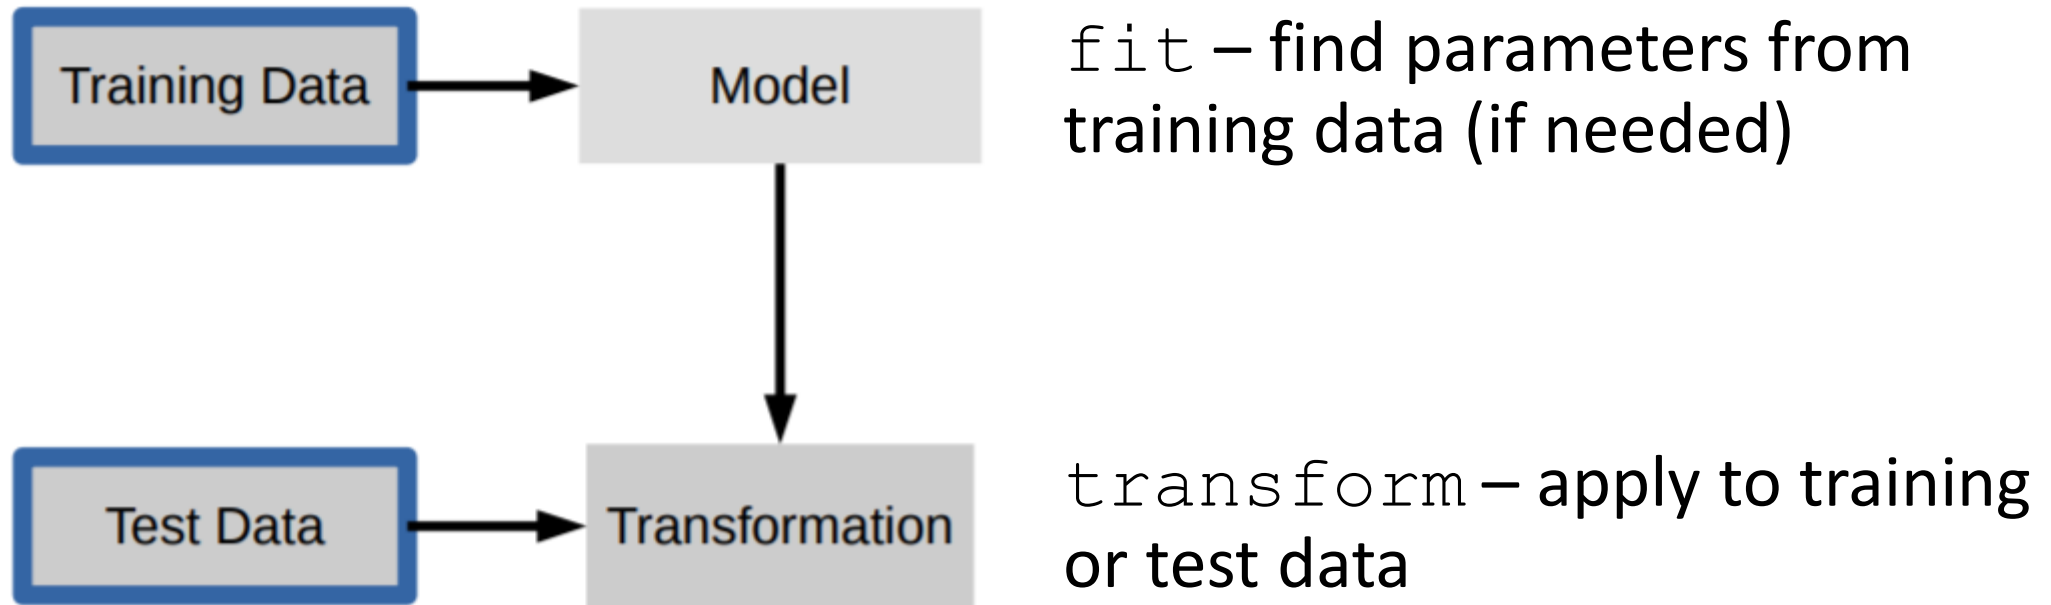 Training Data
Model
fit – find parameters from
training data (if needed)
Test Data
Transformation
transform – apply to training
or test data